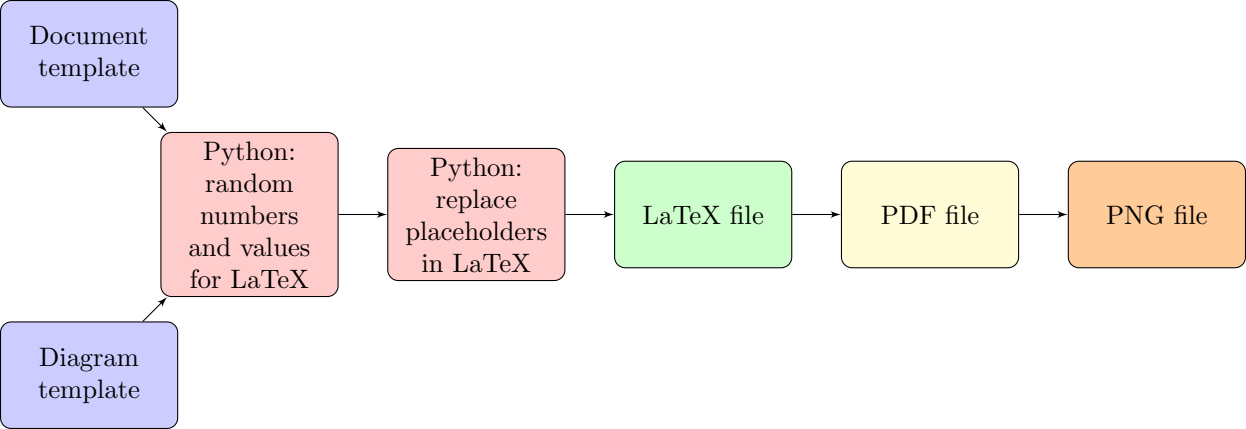 Document
template
Python:
random
numbers
and values
for LaTeX
Python:
replace
placeholders
in LaTeX
LaTeX file
PDF file
PNG file
Diagram
template